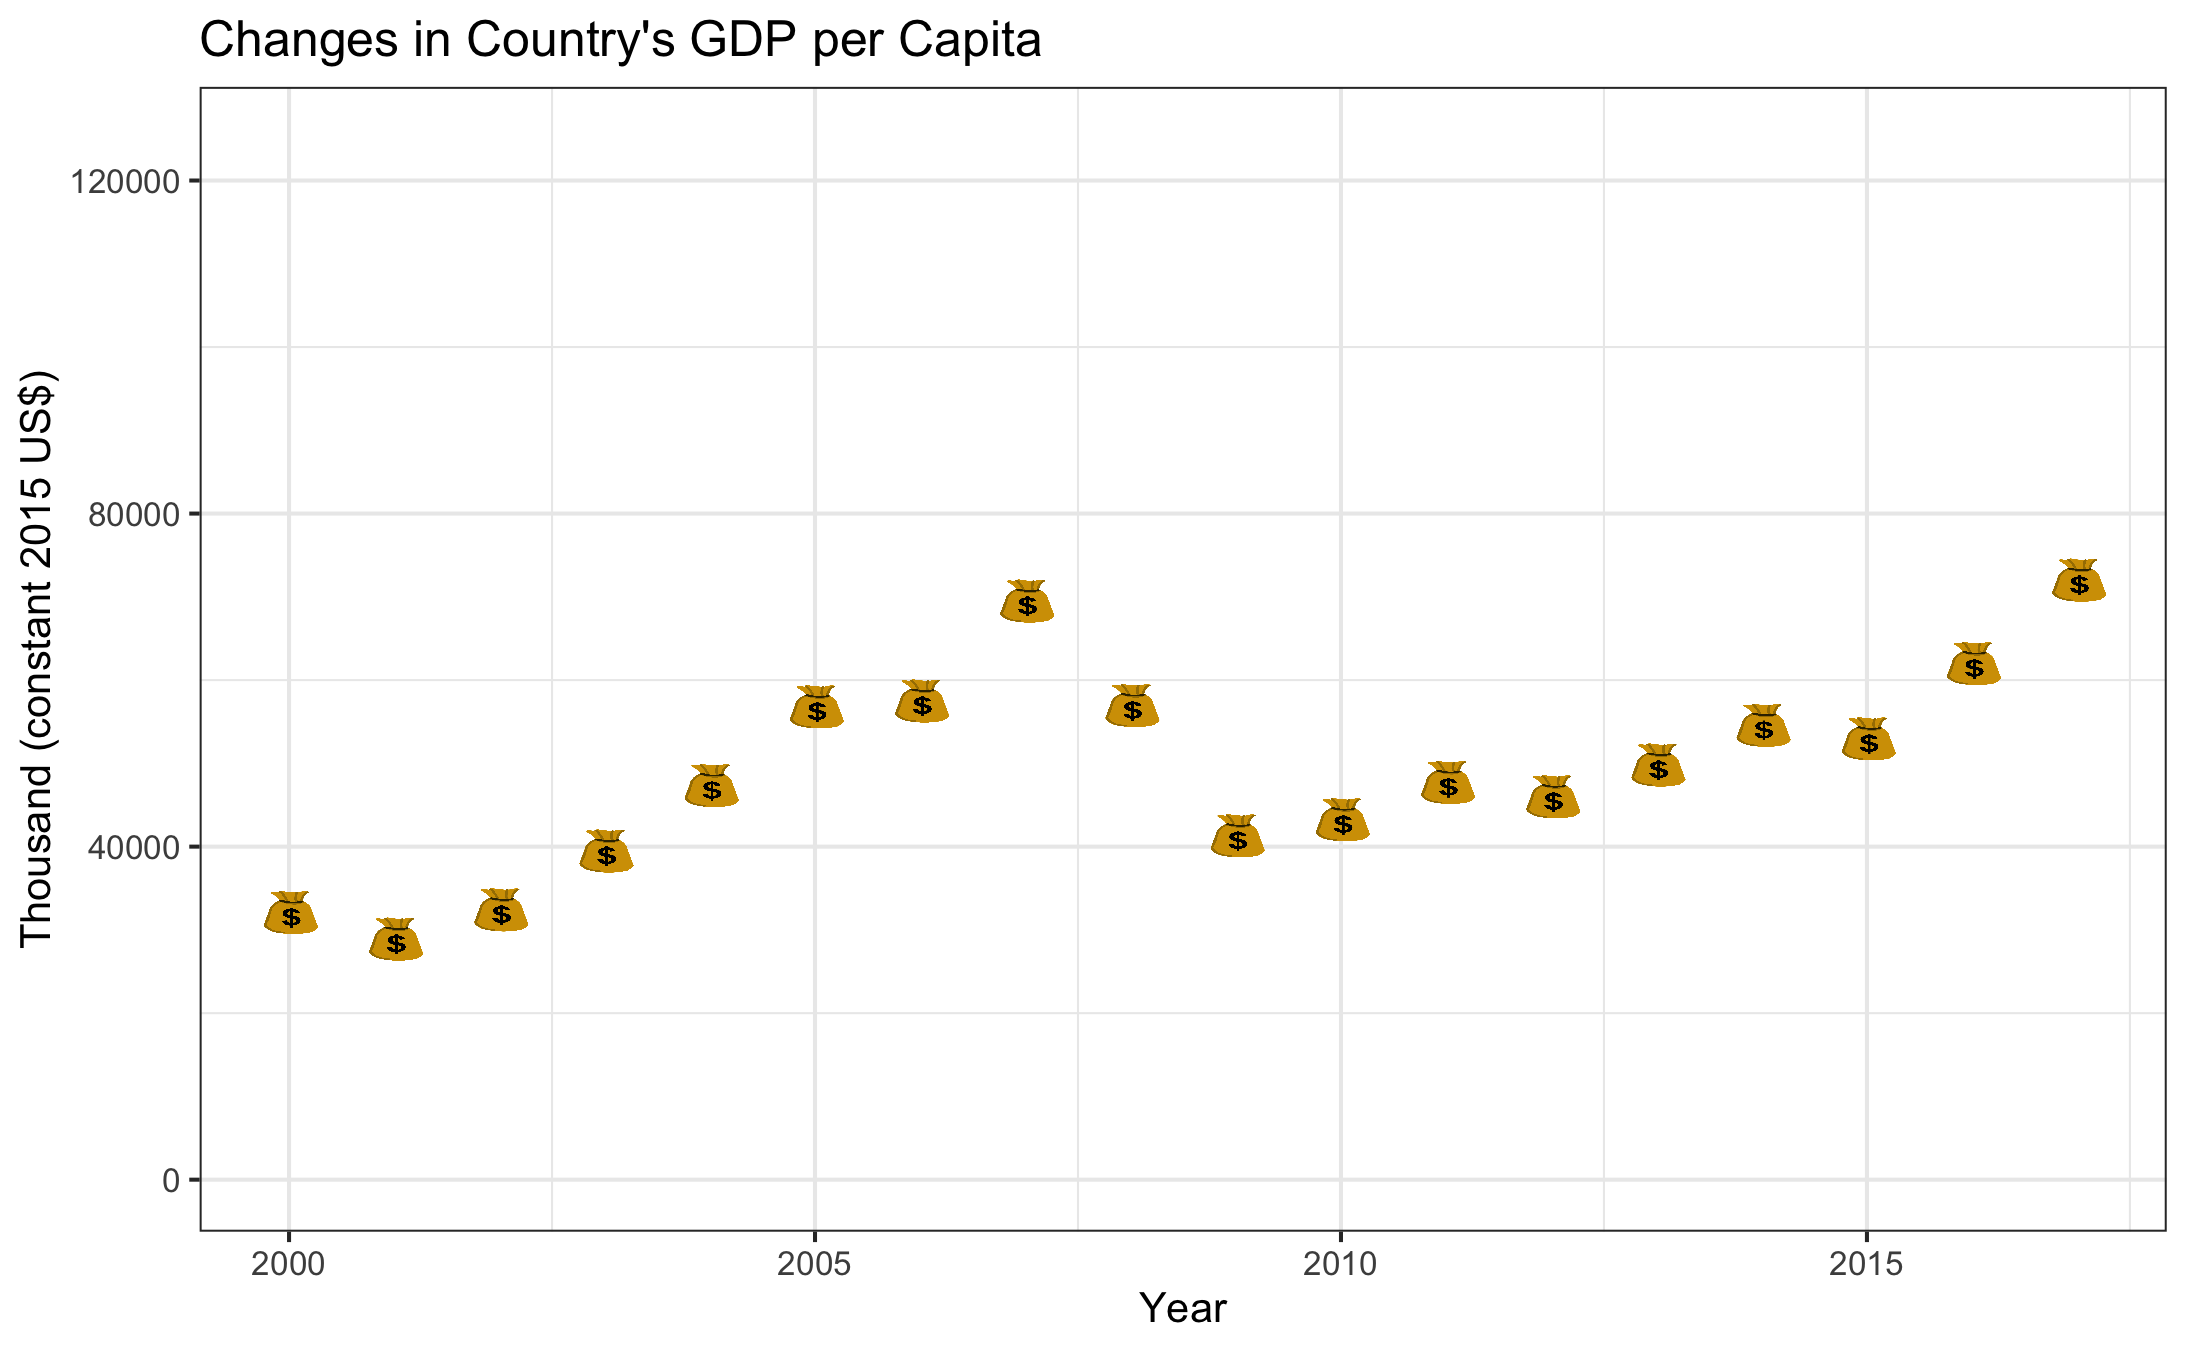 Changes in Country's GDP per Capita
Thousand (constant 2015 US$)
120000
80000
40000
0
$ $ $ $ $ $ $ $ $ $ $ $ $ $ $ $ $ $
2000 2005 2010 2015
Year